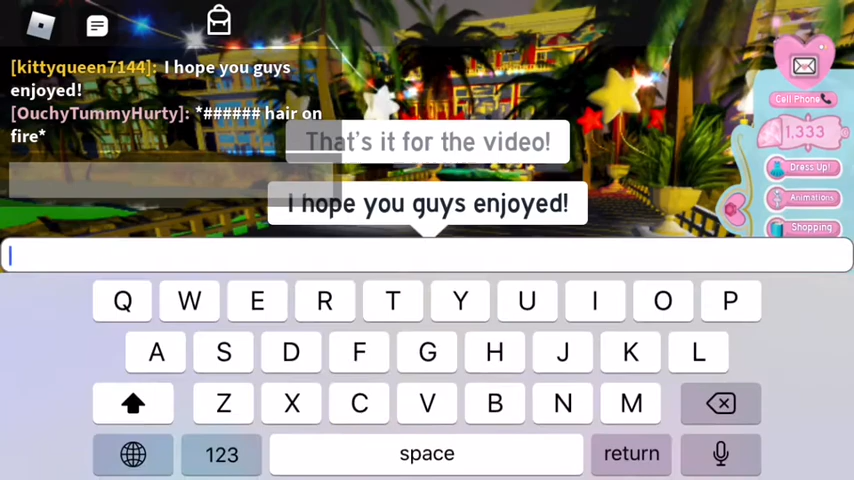 [kittyqueen7144]: I hope you guys
enjoyed!
[OuchyTummyHurty]: *###### hair on
fire*
That's it for the video!
I hope you guys enjoyed!
Cell Phone
1,333
Dress Up!
Animations
Shopping
Q W E R T Y U I O P
A S D F G H J K L
Z X C V B N M
123 space return